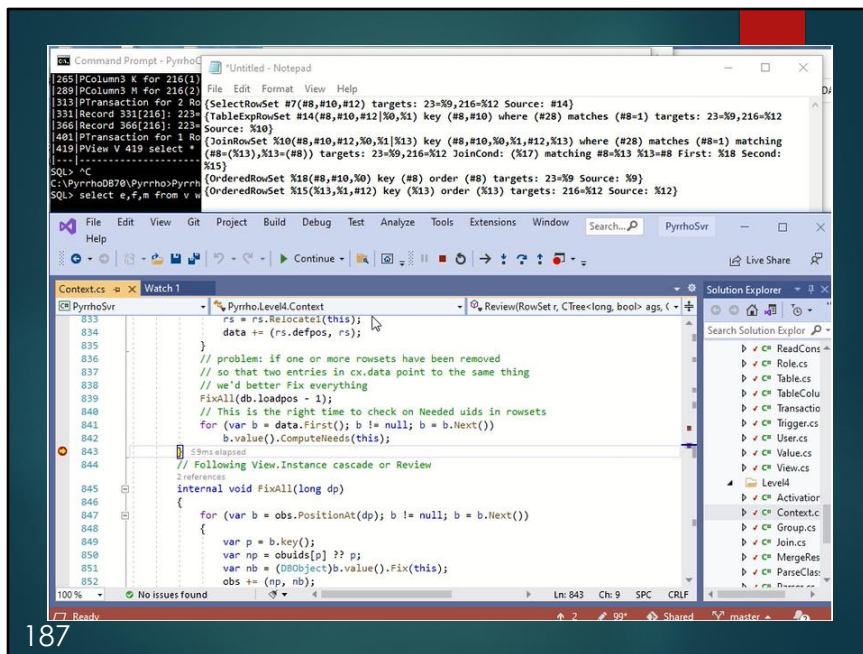 Command Prompt - PyrrhoC
|265|PColumn3 K for 216(1)
|289|PColumn3 M for 216(2)
|313|PTransaction for 2 Ro
|331|Record 331[216]: 223=
|366|Record 366[216]: 223=
|401|PTransaction for 1 Ro
|419|PView V 419 select *
|---|--------------------
SQL> ^C
C:\PyrrhoDB70\Pyrrho>Pyrrh
SQL> select e,f,m from v w
*Untitled - Notepad
File Edit Format View Help
{SelectRowSet #7(#8,#10,#12) targets: 23=%9,216=%12 Source: #14}
{TableExpRowSet #14(#8,#10,#12|%0,%1) key (#8,#10) where (#28) matches (#8=1) targets: 23=%9,216=%12
Source: %10}
{JoinRowSet %10(#8,#10,#12,%0,%1|%13) key (#8,#10,%0,%1,#12,%13) where (#28) matches (#8=1) matching
(#8=(%13),%13=(#8)) targets: 23=%9,216=%12 JoinCond: (%17) matching #8=%13 %13=#8 First: %18 Second:
%15}
{OrderedRowSet %18(#8,#10,%0) key (#8) order (#8) targets: 23=%9 Source: %9}
{OrderedRowSet %15(%13,%1,#12) key (%13) order (%13) targets: 216=%12 Source: %12}
File Edit View Git Project Build Debug Test Analyze Tools Extensions Window Search... PyrrhoSvr
Help
Continue
Live Share
Context.cs Watch 1
PyrrhoSvr Pyrrho.Level4.Context Review(RowSet r, CTree<long, bool> ags, (
833 rs = rs.Relocate1(this);
834 data += (rs.defpos, rs);
835 }
836 // problem: if one or more rowsets have been removed
837 // so that two entries in cx.data point to the same thing
838 // we'd better Fix everything
839 FixAll(db.loadpos - 1);
840 // This is the right time to check on Needed uids in rowsets
841 for (var b = data.First(); b != null; b = b.Next())
842 b.value().ComputeNeeds(this);
843 } ≤9ms elapsed
844 // Following View.Instance cascade or Review
2 references
845 internal void FixAll(long dp)
846 {
847 for (var b = obs.PositionAt(dp); b != null; b = b.Next())
848 {
849 var p = b.key();
850 var np = obuids[p] ?? p;
851 var nb = (DBObject)b.value().Fix(this);
852 obs += (np, nb);
100 % No issues found Ln: 843 Ch: 9 SPC CRLF
Solution Explorer
Search Solution Explor
C# ReadCons
C# Role.cs
C# Table.cs
C# TableColu
C# Transactio
C# Trigger.cs
C# User.cs
C# Value.cs
C# View.cs
Level4
C# Activation
C# Context.c
C# Group.cs
C# Join.cs
C# MergeRes
C# ParseClas
Ready 2 99+ Shared master
187